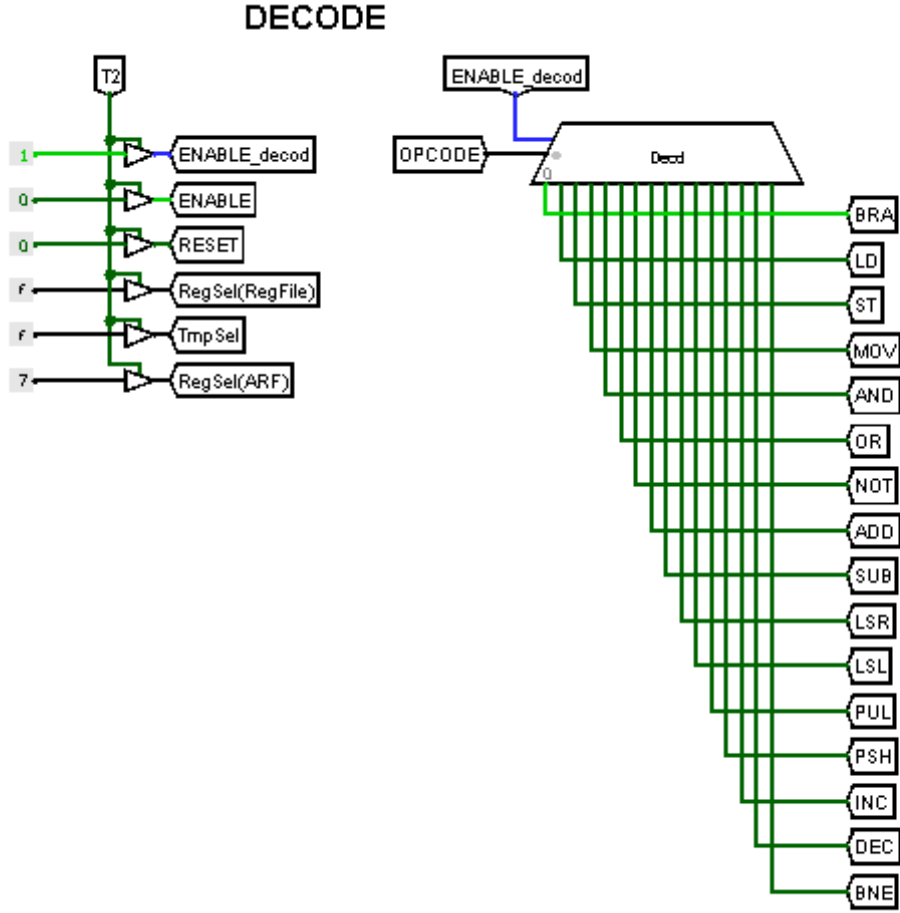 DECODE
T2
1
ENABLE_decod
0
ENABLE
0
RESET
f
RegSel(RegFile)
f
TmpSel
7
RegSel(ARF)
ENABLE_decod
OPCODE
Decd
0
BRA
LD
ST
MOV
AND
OR
NOT
ADD
SUB
LSR
LSL
PUL
PSH
INC
DEC
BNE